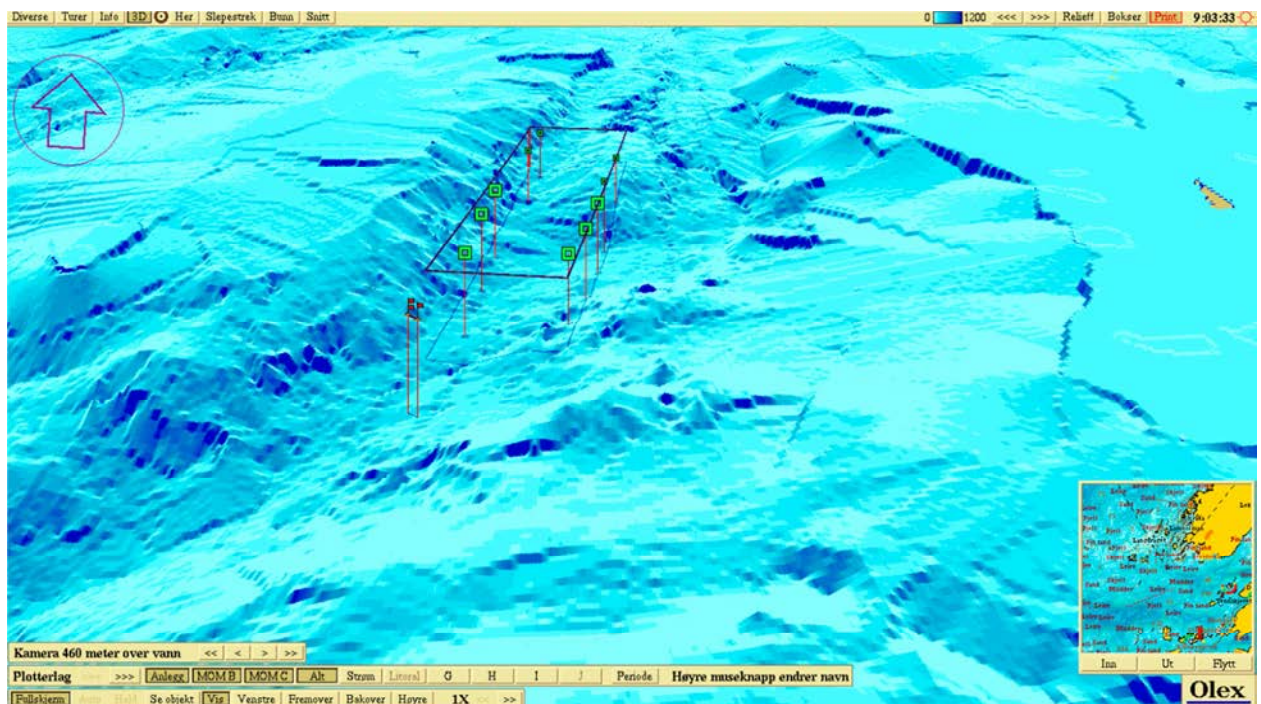 Diverse Turer Info 3D Her Slepestrek Bunn Snitt 0 1200 <<< >>> Relieff Bokser Print 9:03:33
Kamera 460 meter over vann << < > >>
Plotterlag <<< >>> Anlegg MOM B MOM C Alt Strøm Litoral G H I J Periode Høyre museknapp endrer navn
Fullskjerm Auto Hald Se objekt Vis Venstre Fremover Bakover Høyre 1X << >>
Inn Ut Flytt
Olex